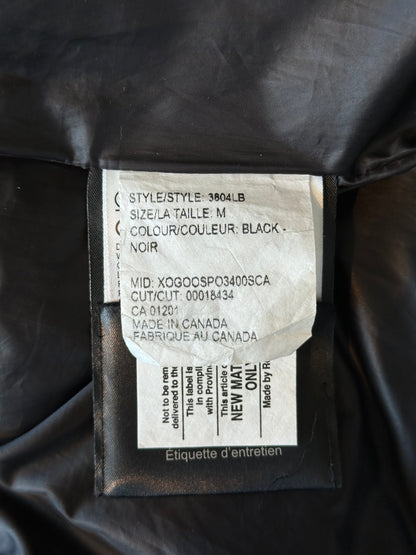 STYLE/STYLE: 3804LB
SIZE/LA TAILLE: M
COLOUR/COULEUR: BLACK -
NOIR
MID: XOGOOSPO3400SCA
CUT/CUT: 00018434
CA 01201
MADE IN CANADA
FABRIQUE AU CANADA
Not to be rem
delivered to the
This label is
In compli
with Provin
This article c
NEW MAT
ONLY
Made by R
Étiquette d'entretien